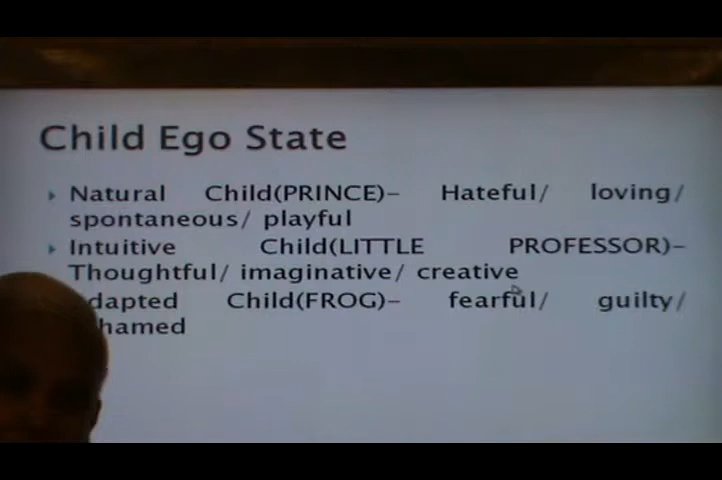 Child Ego State
Natural Child(PRINCE)– Hateful/ loving/
spontaneous/ playful
Intuitive Child(LITTLE PROFESSOR)–
Thoughtful/ imaginative/ creative
dapted Child(FROG)– fearful/ guilty/
hamed